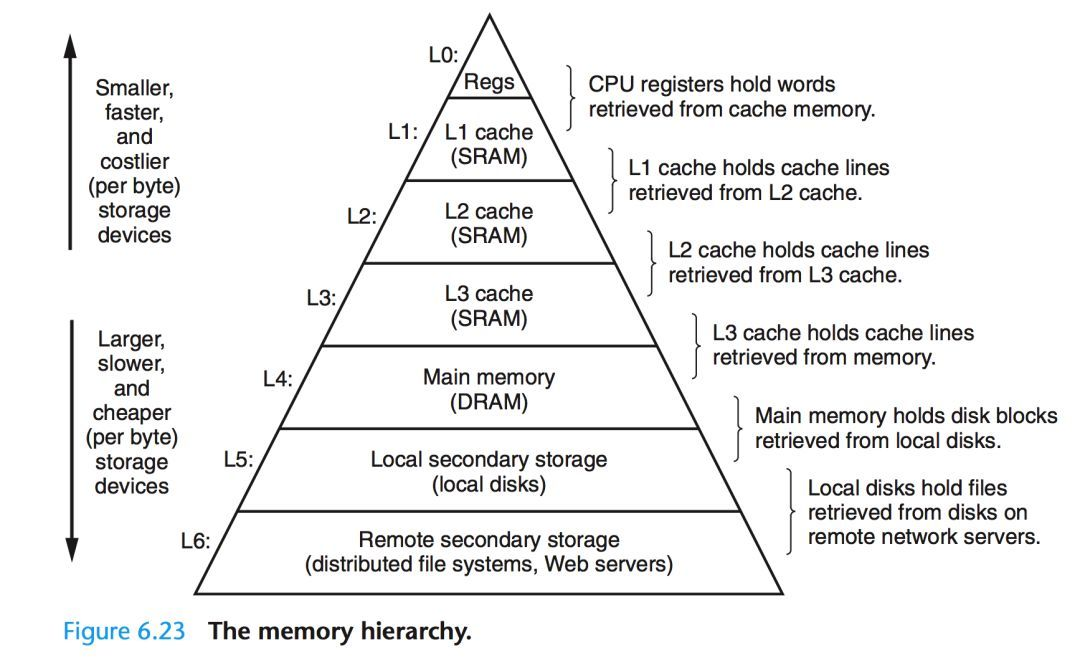 L0:
Regs
CPU registers hold words
retrieved from cache memory.
Smaller,
faster,
and
costlier
(per byte)
storage
devices
L1:
L1 cache
(SRAM)
L1 cache holds cache lines
retrieved from L2 cache.
L2:
L2 cache
(SRAM)
L2 cache holds cache lines
retrieved from L3 cache.
L3:
L3 cache
(SRAM)
L3 cache holds cache lines
retrieved from memory.
Larger,
slower,
and
cheaper
(per byte)
storage
devices
L4:
Main memory
(DRAM)
Main memory holds disk blocks
retrieved from local disks.
L5:
Local secondary storage
(local disks)
Local disks hold files
retrieved from disks on
remote network servers.
L6:
Remote secondary storage
(distributed file systems, Web servers)
Figure 6.23 The memory hierarchy.